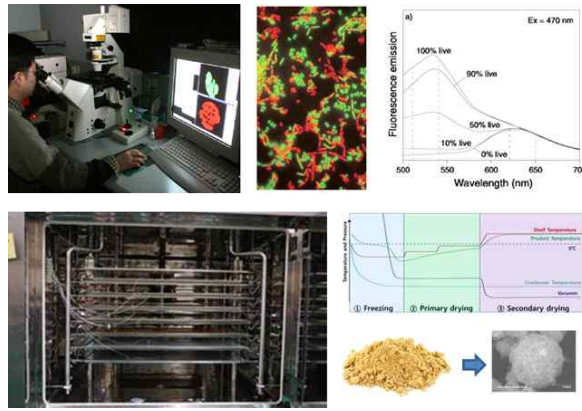 a)
Ex = 470 nm
100% live
90% live
50% live
10% live
0% live
Fluorescence emission
500
550
600
650
700
Wavelength (nm)
Shelf Temperature
Product Temperature
0℃
Condenser Temperature
Vacuum
Temperature and Pressure
① Freezing
② Primary drying
③ Secondary drying